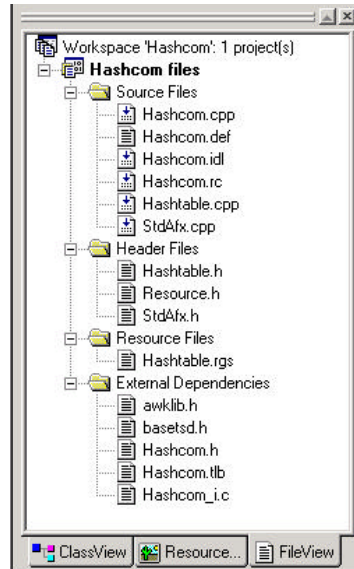 Workspace 'Hashcom': 1 project(s)
Hashcom files
Source Files
Hashcom.cpp
Hashcom.def
Hashcom.idl
Hashcom.rc
Hashtable.cpp
StdAfx.cpp
Header Files
Hashtable.h
Resource.h
StdAfx.h
Resource Files
Hashtable.rgs
External Dependencies
awklib.h
basetsd.h
Hashcom.h
Hashcom.tlb
Hashcom_i.c
ClassView Resource... FileView